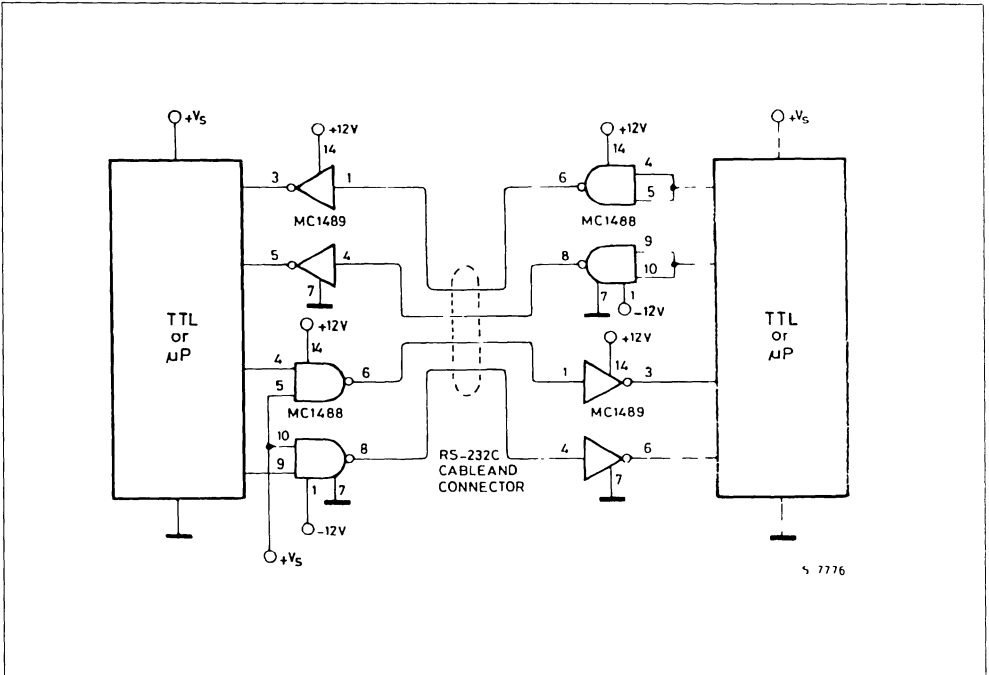 +VS
+12V
14
3
1
MC1489
5
4
7
+12V
14
4
5
6
MC1488
10
9
8
1
7
-12V
+VS
TTL
or
µP
RS-232C
CABLEAND
CONNECTOR
+12V
14
6
4
5
MC1488
8
9
10
7
1
-12V
+12V
14
1
3
MC1489
4
6
7
+VS
TTL
or
µP
S 7776